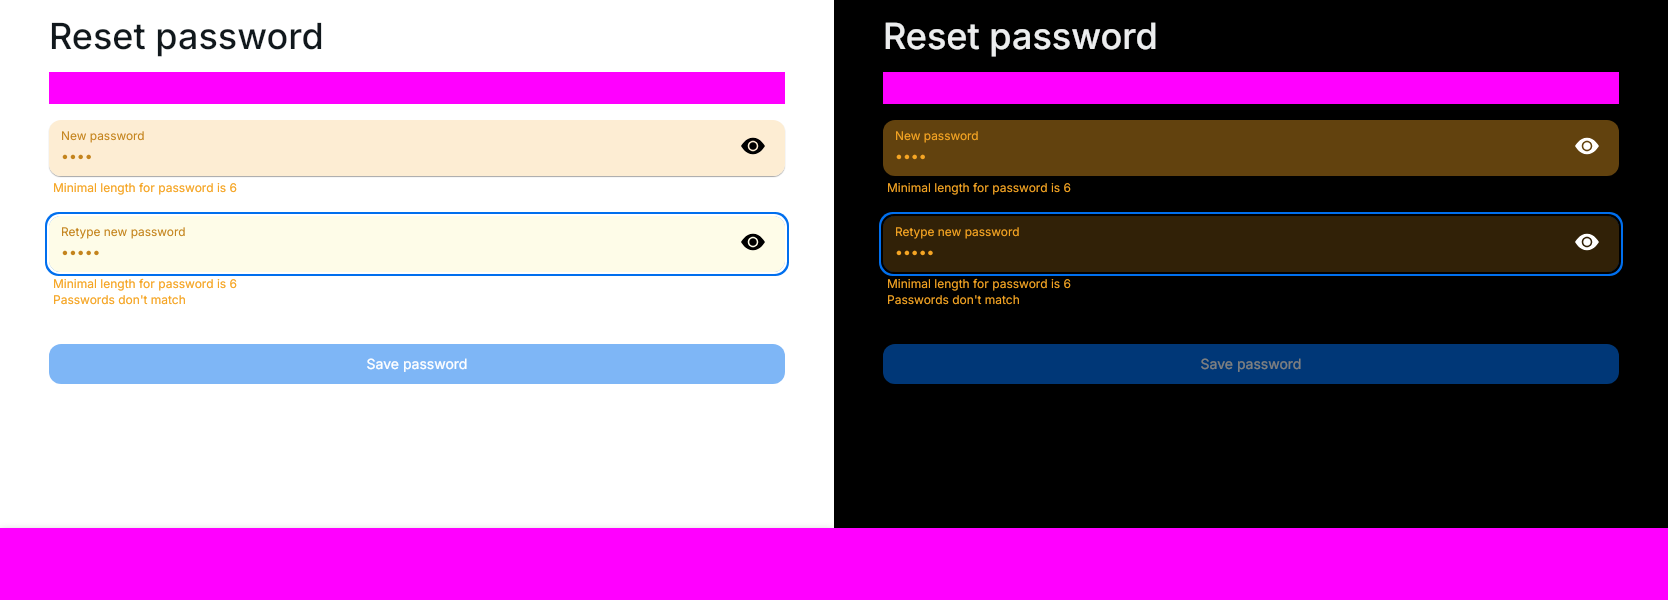 Reset password
New password
••••
Minimal length for password is 6
Retype new password
•••••
Minimal length for password is 6
Passwords don't match
Save password
Reset password
New password
••••
Minimal length for password is 6
Retype new password
•••••
Minimal length for password is 6
Passwords don't match
Save password